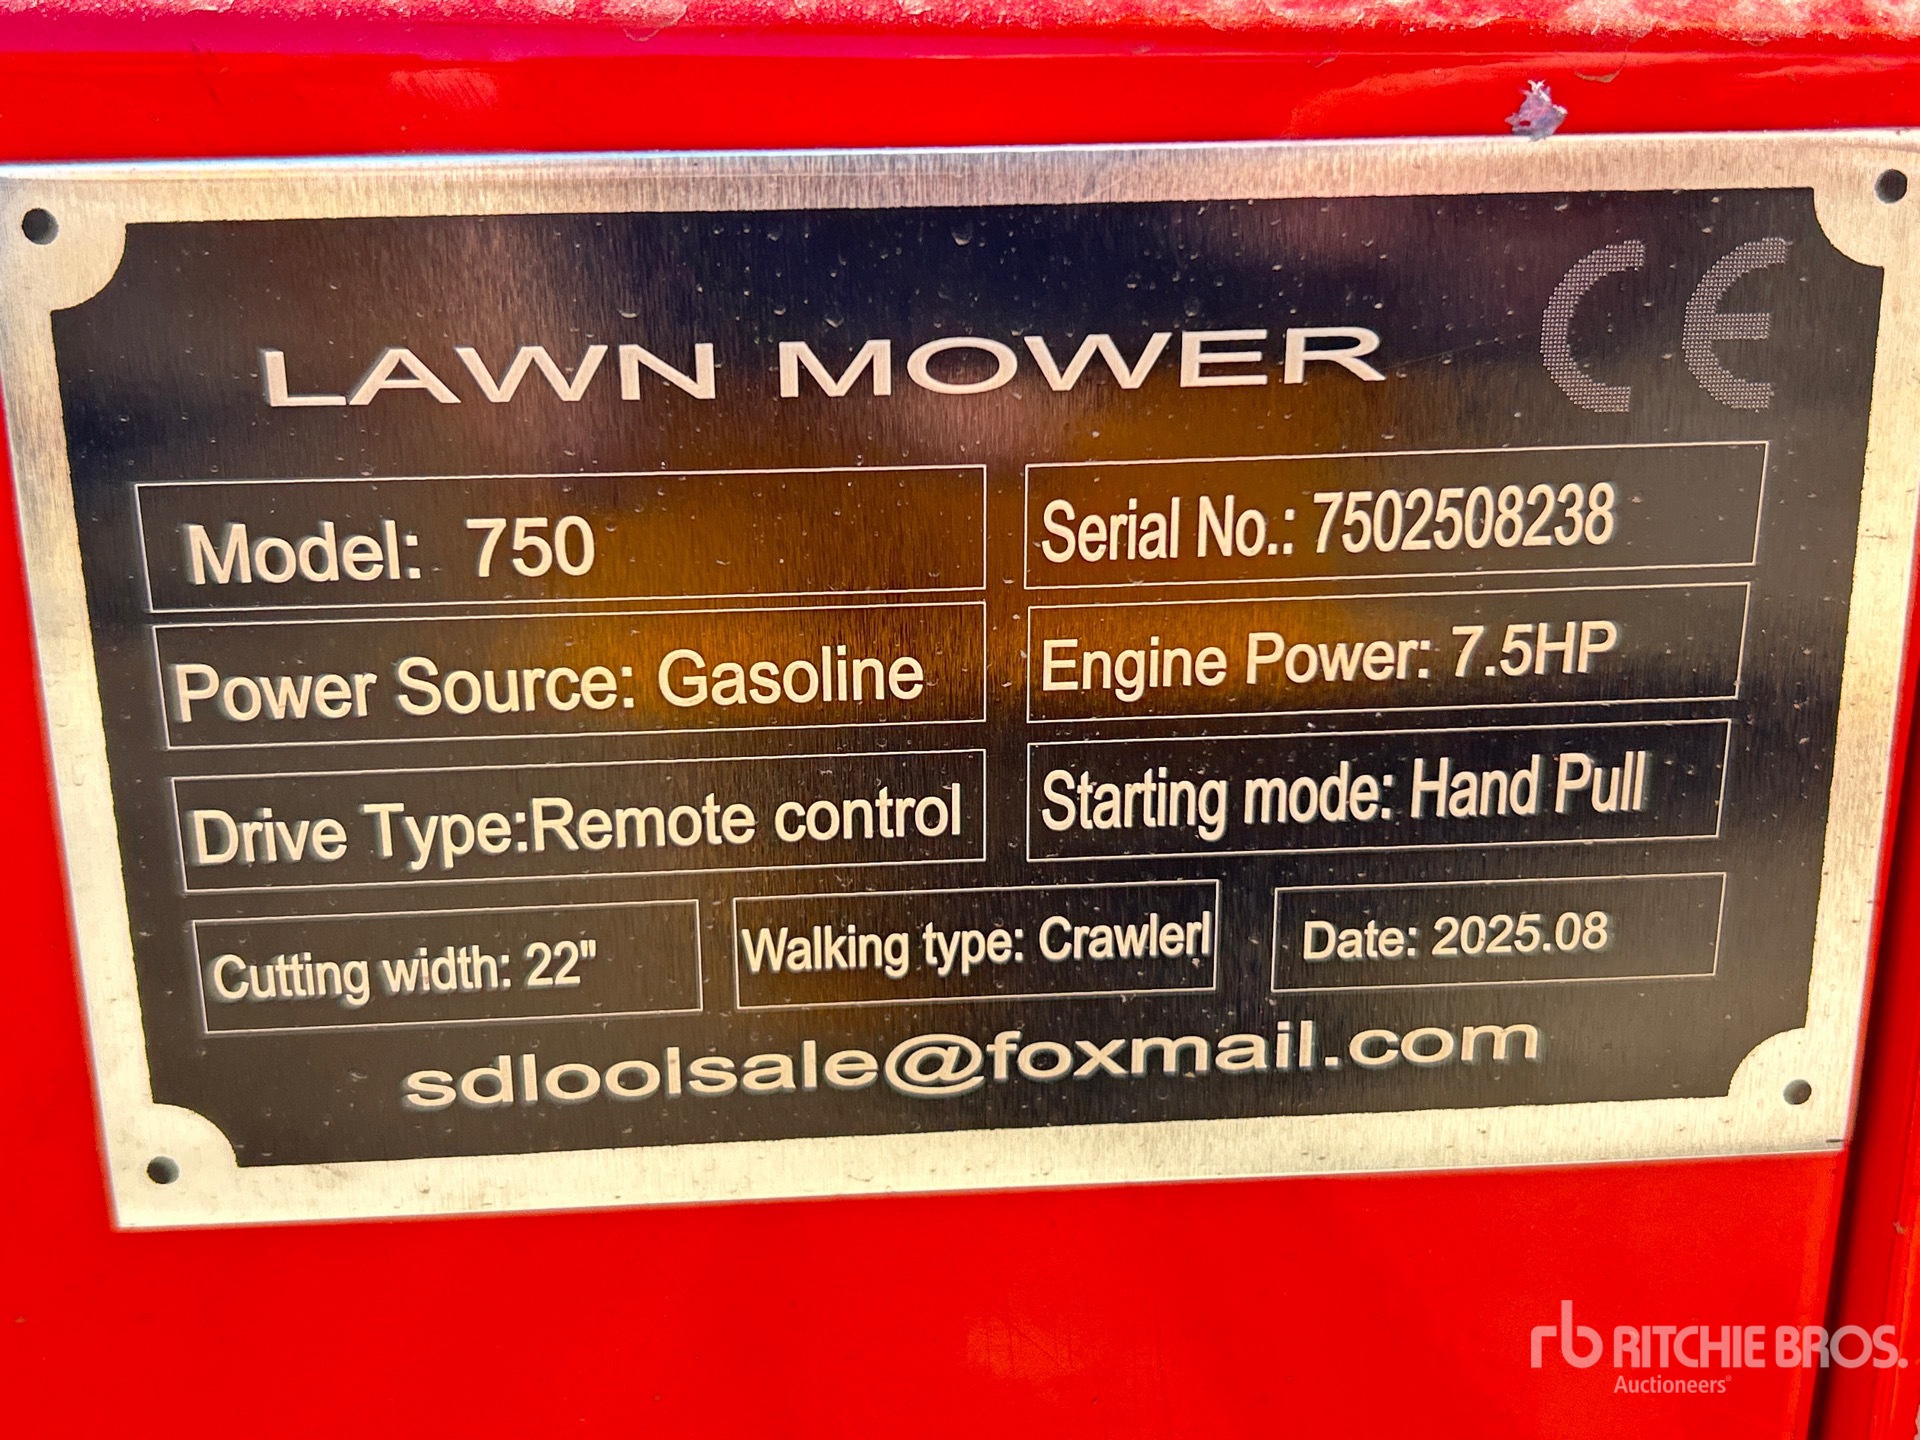 CE
LAWN MOWER
Model: 750
Serial No.: 7502508238
Power Source: Gasoline
Engine Power: 7.5HP
Drive Type:Remote control
Starting mode: Hand Pull
Cutting width: 22"
Walking type: Crawlerl
Date: 2025.08
sdloolsale@foxmail.com
rb RITCHIE BROS.
Auctioneers®